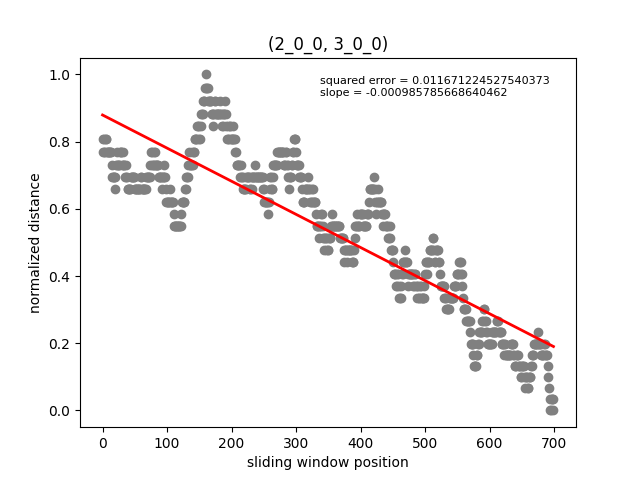 (2_0_0, 3_0_0)
squared error = 0.011671224527540373
slope = -0.000985785668640462
1.0
0.8
0.6
0.4
0.2
0.0
normalized distance
0 100 200 300 400 500 600 700
sliding window position